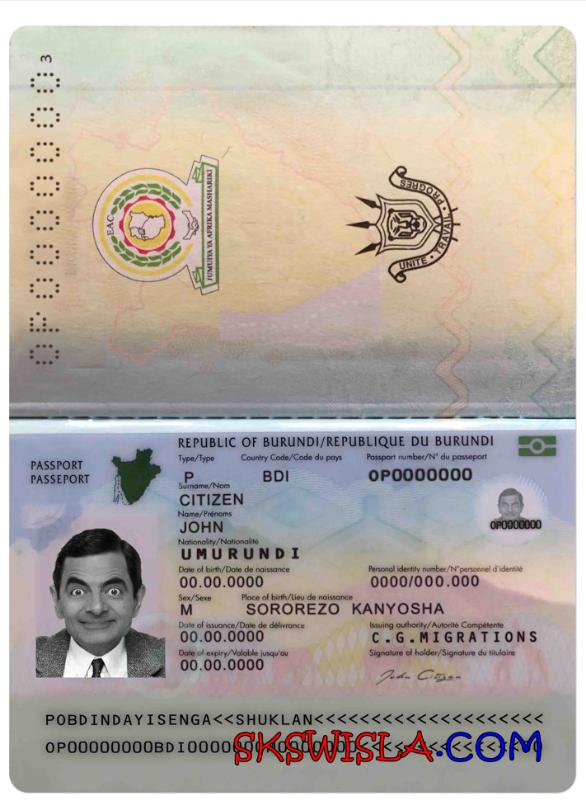 OP0000000 3
EAC
JUMUIYA YA AFRIKA MASHARIKI
UNITE • TRAVAIL • PROGRES
REPUBLIC OF BURUNDI/REPUBLIQUE DU BURUNDI
PASSPORT
PASSEPORT
Type/Type Country Code/Code du pays Passport number/N° du passeport
P BDI OP0000000
Surname/Nom
CITIZEN
Name/Prénoms
JOHN
OP0000000
Nationality/Nationalité
UMURUNDI
Date of birth/Date de naissance Personal identity number/N°personnel d'identité
00.00.0000 0000/000.000
Sex/Sexe Place of birth/Lieu de naissance
M SOROREZO KANYOSHA
Date of issuance/Date de délivrance Issuing authority/Autorité Compétente
00.00.0000 C.G.MIGRATIONS
Date of expiry/Valable jusqu'au Signature of holder/Signature du titulaire
00.00.0000 John Citizen
POBDINDAYISENGA<<SHUKLAN<<<<<<<<<<<<<<<<<<<<
SKSWISLA.COM